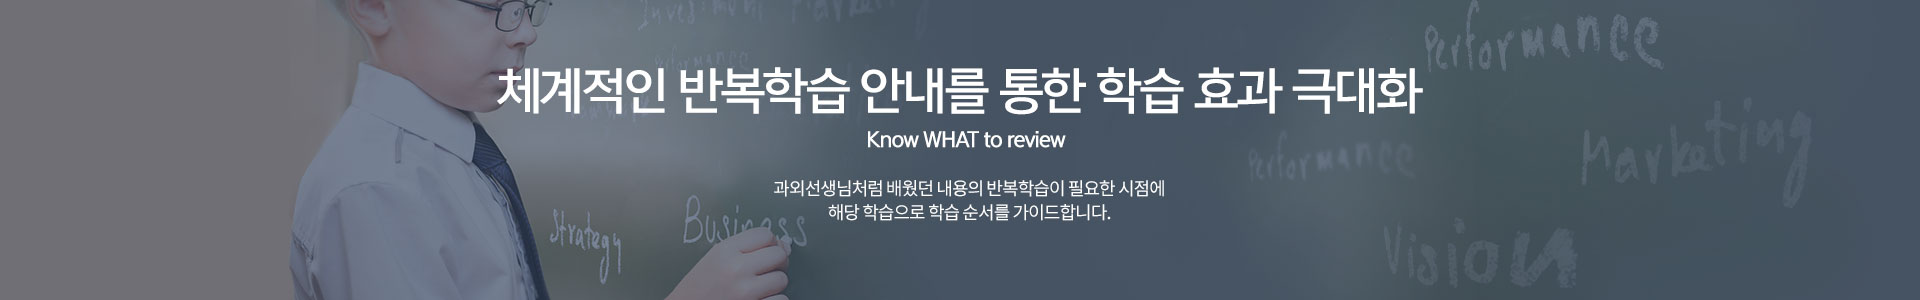 Investment Marketing
Performance
Performance
체계적인 반복학습 안내를 통한 학습 효과 극대화
Know WHAT to review
Marketing
Performance
과외선생님처럼 배웠던 내용의 반복학습이 필요한 시점에
해당 학습으로 학습 순서를 가이드합니다.
Strategy
Business
Vision